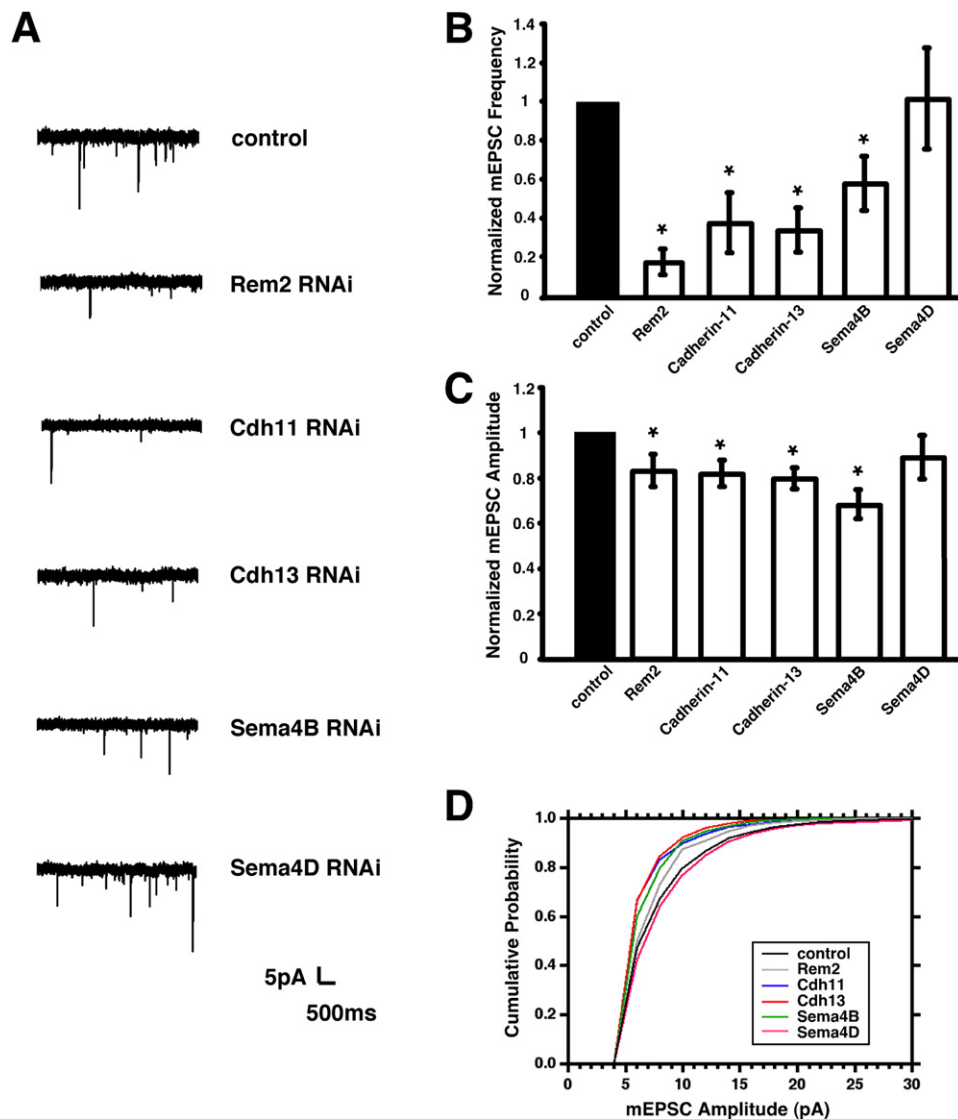 A
control
Rem2 RNAi
Cdh11 RNAi
Cdh13 RNAi
Sema4B RNAi
Sema4D RNAi
5pA
500ms
B
Normalized mEPSC Frequency
1.4
1.2
1
0.8
0.6
0.4
0.2
0
*
*
*
*
control
Rem2
Cadherin-11
Cadherin-13
Sema4B
Sema4D
C
Normalized mEPSC Amplitude
1.2
1
0.8
0.6
0.4
0.2
0
*
*
*
*
control
Rem2
Cadherin-11
Cadherin-13
Sema4B
Sema4D
D
Cumulative Probability
1.0
0.8
0.6
0.4
0.2
0.0
control
Rem2
Cdh11
Cdh13
Sema4B
Sema4D
0 5 10 15 20 25 30
mEPSC Amplitude (pA)